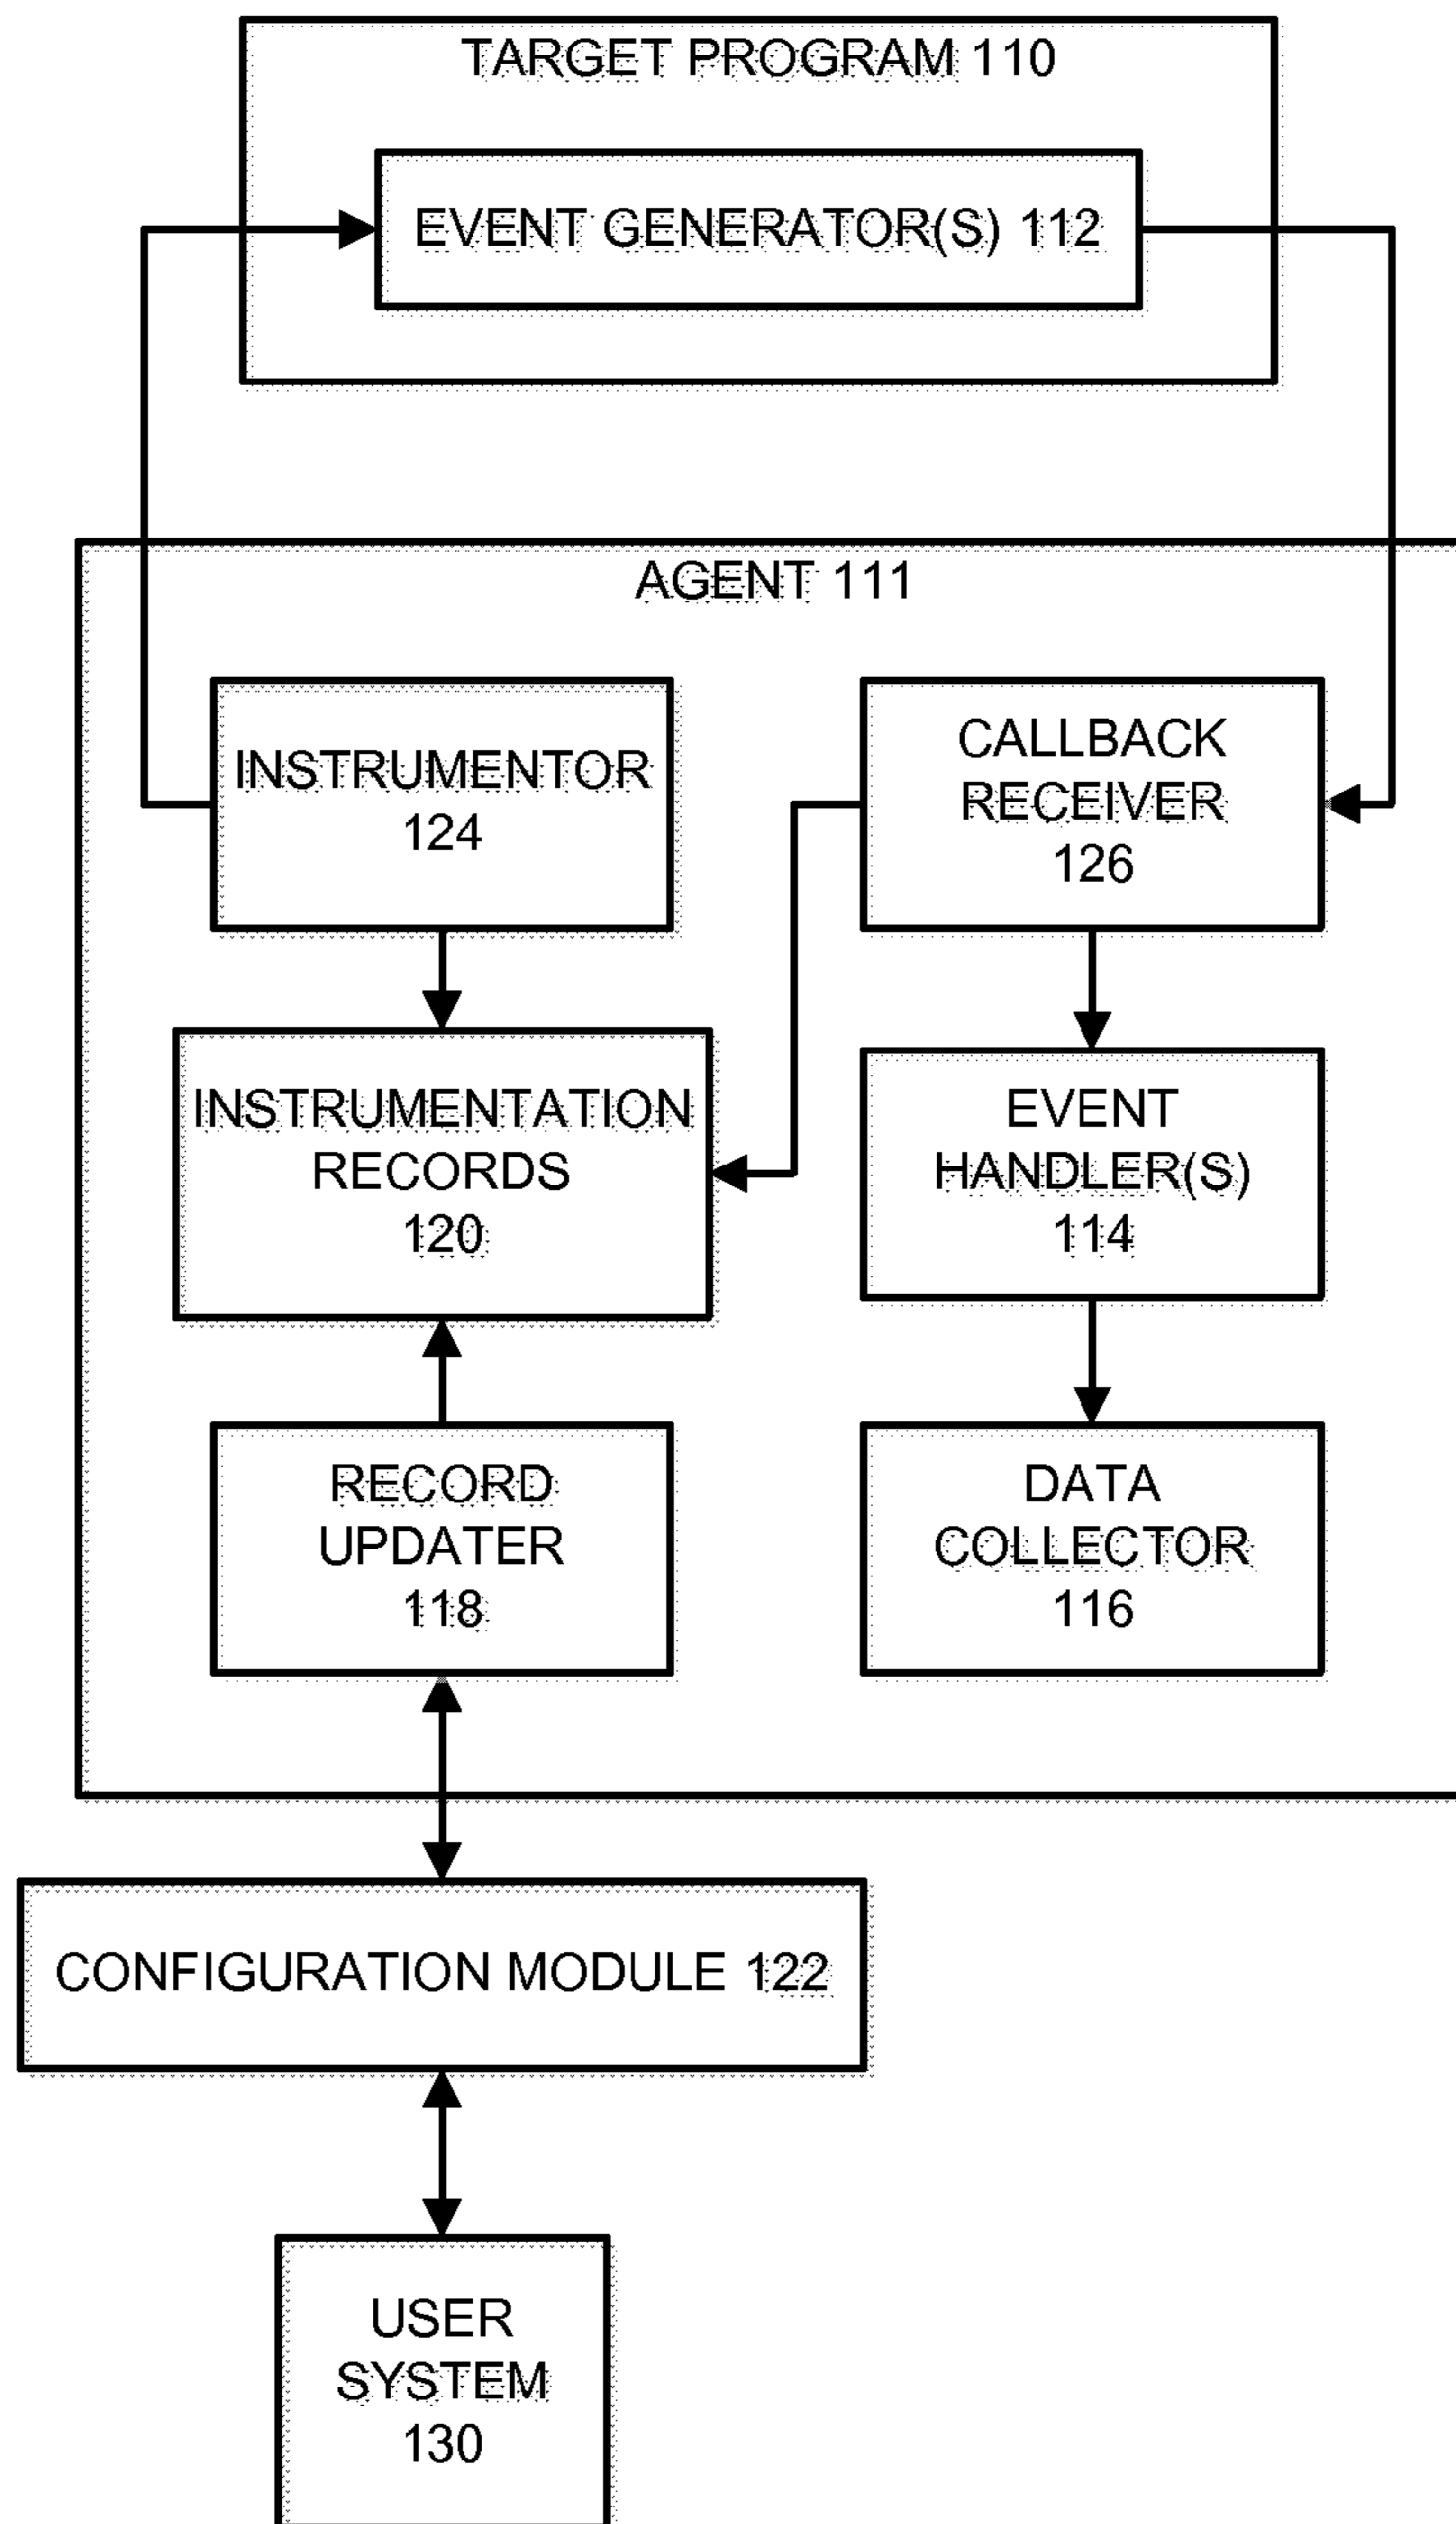 TARGET PROGRAM 110
EVENT GENERATOR(S) 112
AGENT 111
INSTRUMENTOR
124
CALLBACK
RECEIVER
126
INSTRUMENTATION
RECORDS
120
EVENT
HANDLER(S)
114
RECORD
UPDATER
118
DATA
COLLECTOR
116
CONFIGURATION MODULE 122
USER
SYSTEM
130